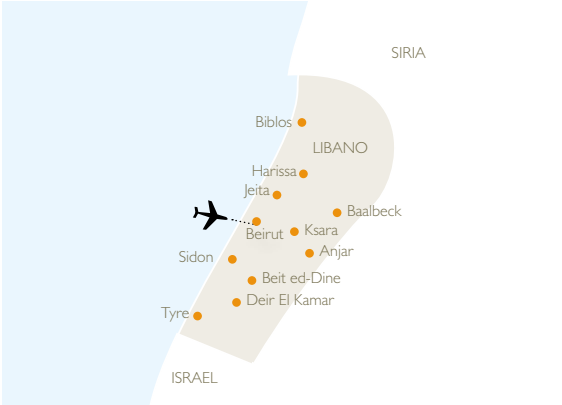 SIRIA
Biblos
LIBANO
Harissa
Jeita
Baalbeck
Beirut
Ksara
Anjar
Sidon
Beit ed-Dine
Deir El Kamar
Tyre
ISRAEL